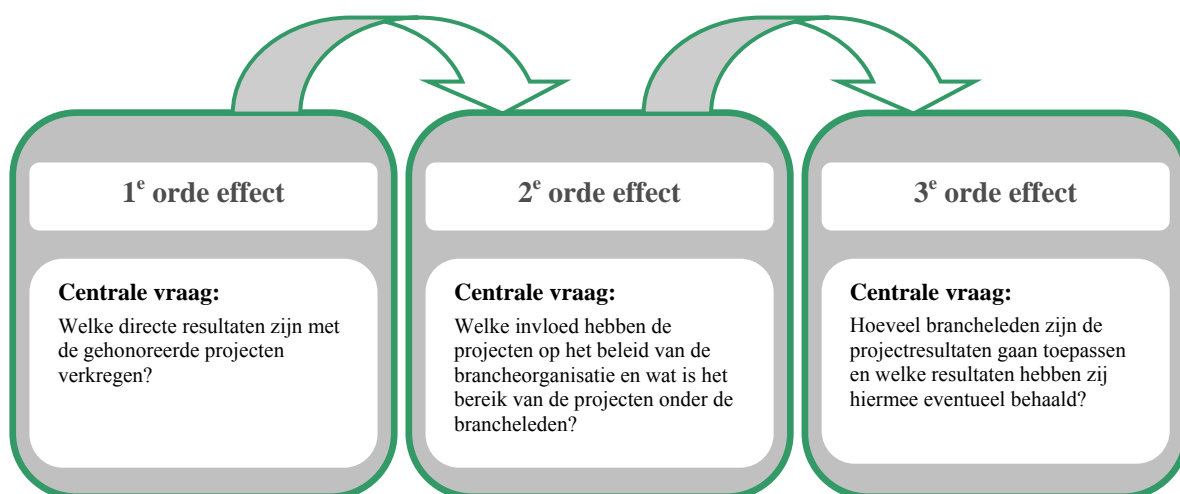 1e orde effect
Centrale vraag:
Welke directe resultaten zijn met
de gehonoreerde projecten
verkregen?
2e orde effect
Centrale vraag:
Welke invloed hebben de
projecten op het beleid van de
brancheorganisatie en wat is het
bereik van de projecten onder de
brancheleden?
3e orde effect
Centrale vraag:
Hoeveel brancheleden zijn de
projectresultaten gaan toepassen
en welke resultaten hebben zij
hiermee eventueel behaald?